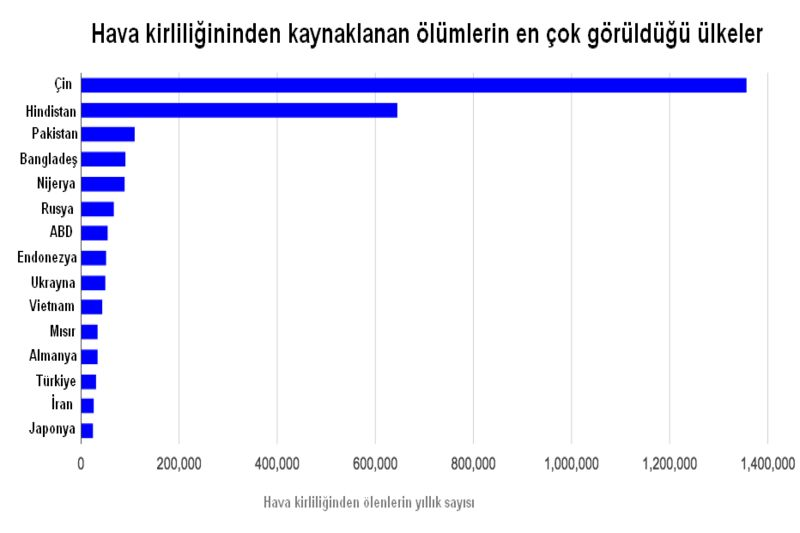 Hava kirliliğininden kaynaklanan ölümlerin en çok görüldüğü ülkeler
Çin
Hindistan
Pakistan
Bangladeş
Nijerya
Rusya
ABD
Endonezya
Ukrayna
Vietnam
Mısır
Almanya
Türkiye
İran
Japonya
0 200,000 400,000 600,000 800,000 1,000,000 1,200,000 1,400,000
Hava kirliliğinden ölenlerin yıllık sayısı